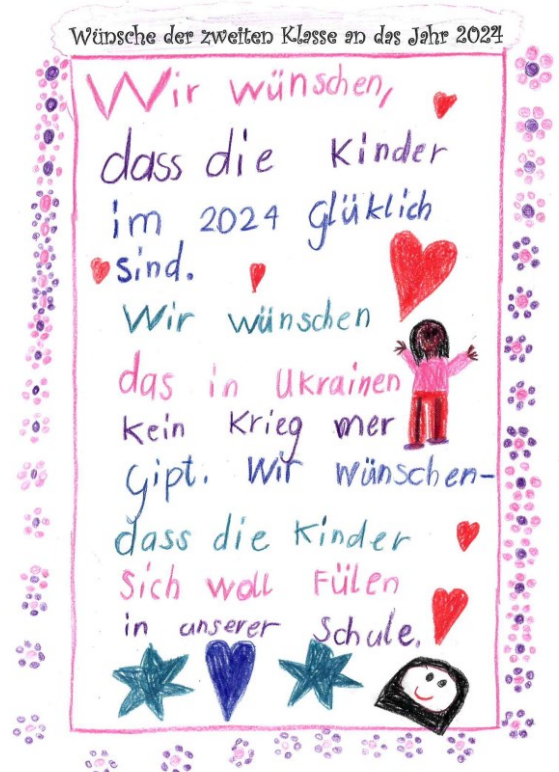 Wünsche der zweiten Klasse an das Jahr 2024
Wir wünschen,
dass die Kinder
im 2024 glüklich
sind.
Wir wünschen
das in Ukrainen
kein Krieg mer
gipt. Wir wünschen-
dass die Kinder
sich woll Fülen
in unserer Schule.